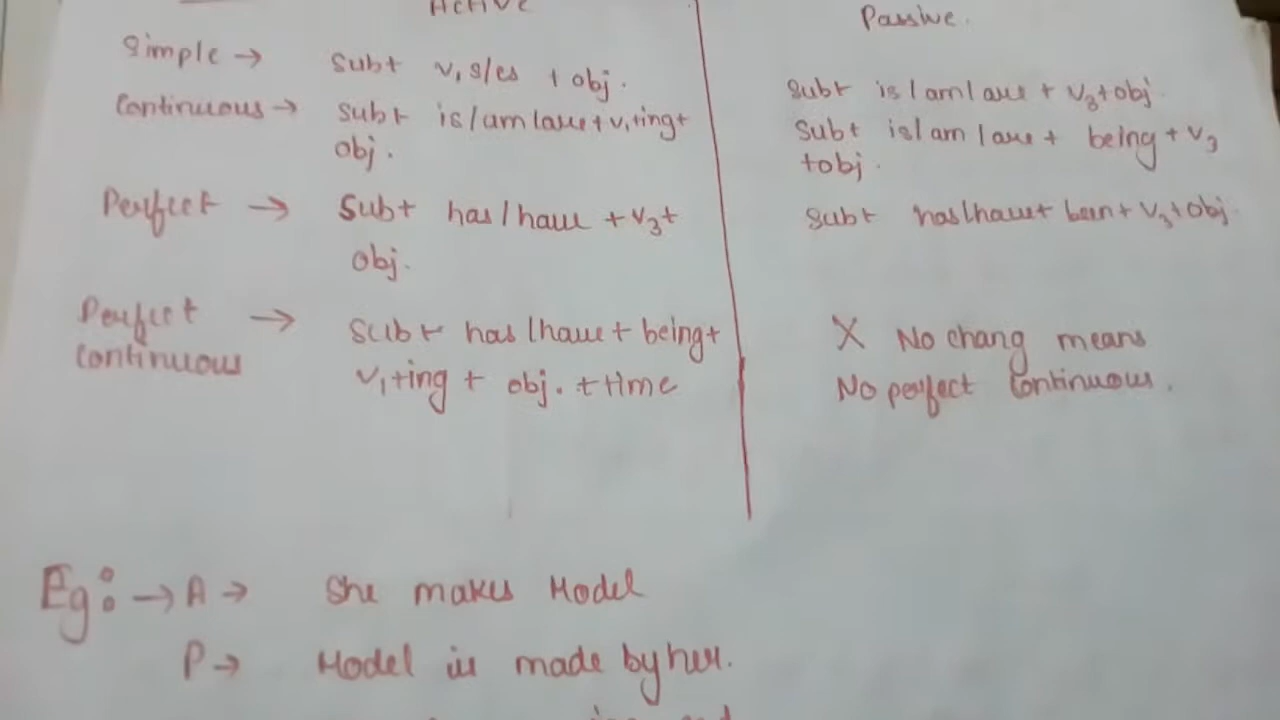 Active
Passive.
Simple → Sub+ V1 s/es + obj.
Sub+ is/am/are + V3+obj.
Continuous → Sub+ is/am/are+V1+ing+
obj.
Sub+ is/am/are + being + V3
+obj.
Perfect → Sub+ has/have + V3+
obj.
Sub+ has/have+ been+ V3+obj.
Perfect
continuous → Sub+ has/have+ being+
V1+ing + obj. + time
X No chang means
No perfect Continuous.
Eg: → A → She makes Model
P → Model is made by her.